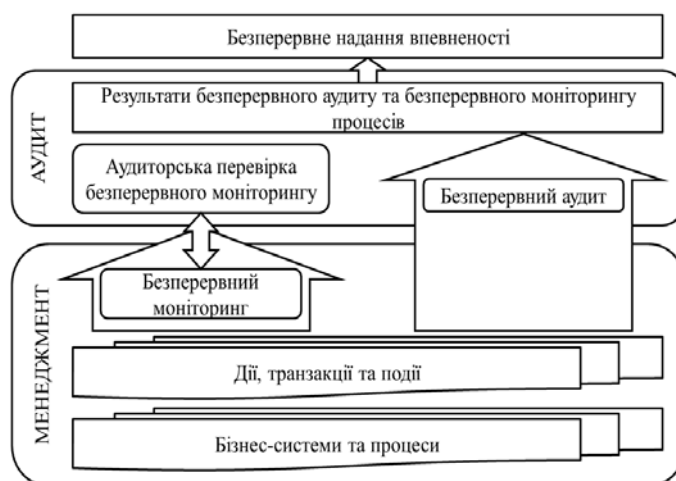 Безперервне надання впевненості
АУДИТ
Результати безперервного аудиту та безперервного моніторингу
процесів
Аудиторська перевірка
безперервного моніторингу
Безперервний аудит
МЕНЕДЖМЕНТ
Безперервний
моніторинг
Дії, транзакції та події
Бізнес-системи та процеси